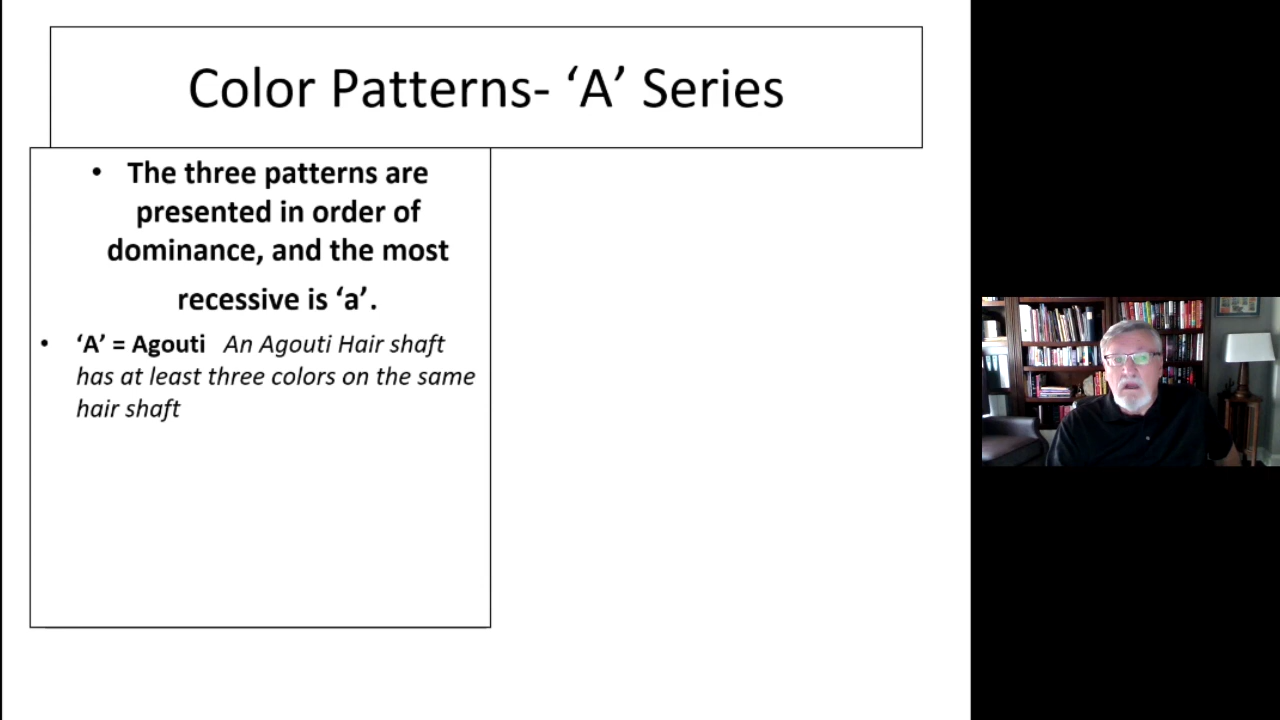 Color Patterns- ‘A’ Series
• The three patterns are
presented in order of
dominance, and the most
recessive is ‘a’.
• ‘A’ = Agouti An Agouti Hair shaft
has at least three colors on the same
hair shaft